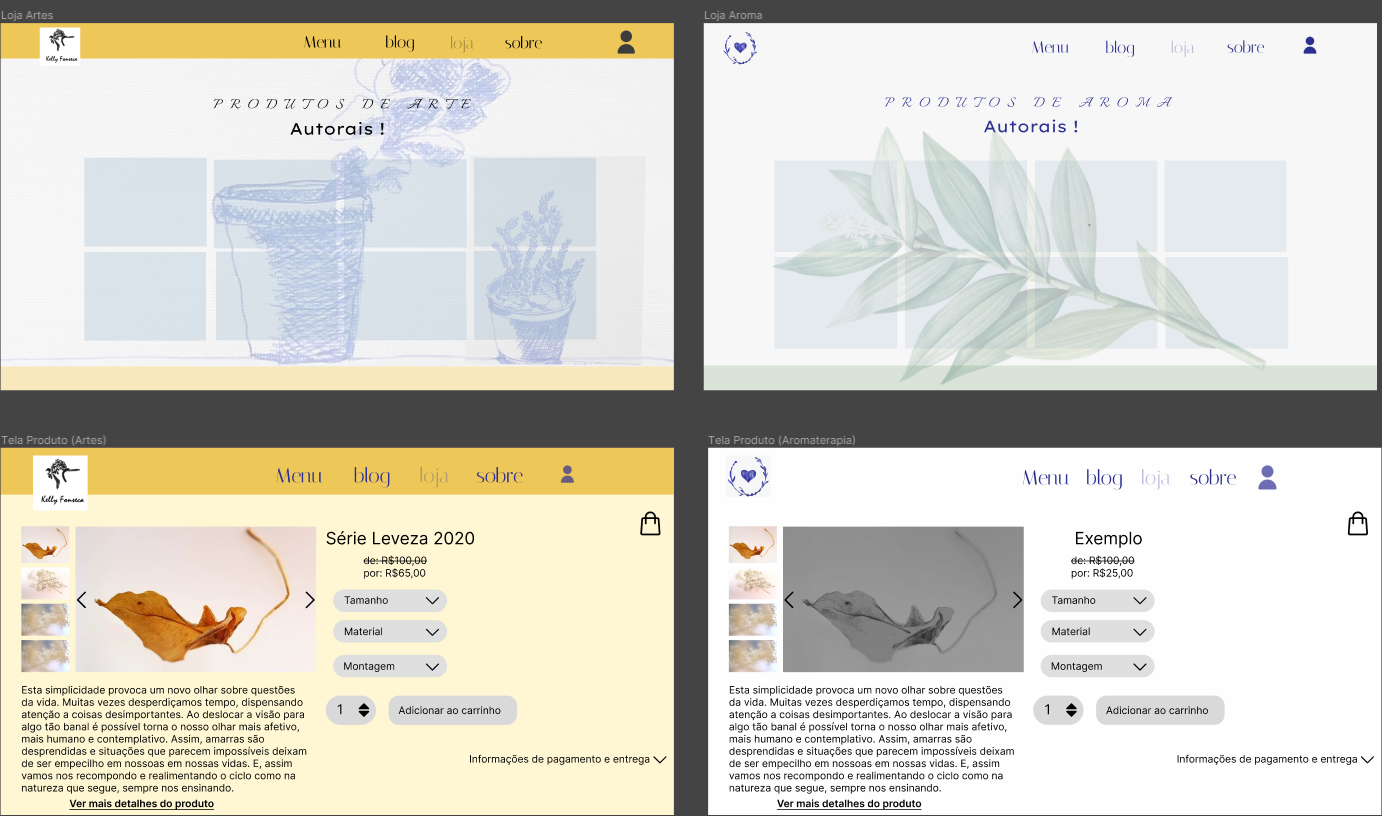 Loja Artes
Kelly Fonseca
Menu blog loja sobre
PRODUTOS DE ARTE
Autorais !
Loja Aroma
Menu blog loja sobre
PRODUTOS DE AROMA
Autorais !
Tela Produto (Artes)
Kelly Fonseca
Menu blog loja sobre
Série Leveza 2020
de: R$100,00
por: R$65,00
Tamanho
Material
Montagem
1 Adicionar ao carrinho
Esta simplicidade provoca um novo olhar sobre questões
da vida. Muitas vezes desperdiçamos tempo, dispensando
atenção a coisas desimportantes. Ao deslocar a visão para
algo tão banal é possível torna o nosso olhar mais afetivo,
mais humano e contemplativo. Assim, amarras são
desprendidas e situações que parecem impossíveis deixam
de ser empecilho em nossoas em nossas vidas. E, assim
vamos nos recompondo e realimentando o ciclo como na
natureza que segue, sempre nos ensinando.
Ver mais detalhes do produto
Informações de pagamento e entrega
Tela Produto (Aromaterapia)
Menu blog loja sobre
Exemplo
de: R$100,00
por: R$25,00
Tamanho
Material
Montagem
1 Adicionar ao carrinho
Esta simplicidade provoca um novo olhar sobre questões
da vida. Muitas vezes desperdiçamos tempo, dispensando
atenção a coisas desimportantes. Ao deslocar a visão para
algo tão banal é possível torna o nosso olhar mais afetivo,
mais humano e contemplativo. Assim, amarras são
desprendidas e situações que parecem impossíveis deixam
de ser empecilho em nossoas em nossas vidas. E, assim
vamos nos recompondo e realimentando o ciclo como na
natureza que segue, sempre nos ensinando.
Ver mais detalhes do produto
Informações de pagamento e entrega